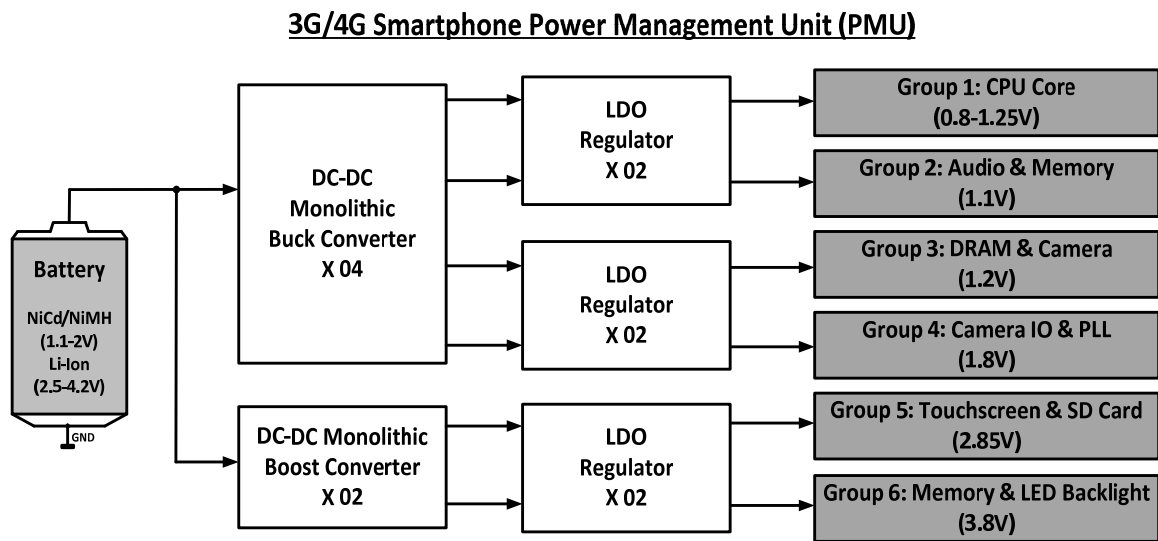 3G/4G Smartphone Power Management Unit (PMU)
Battery
NiCd/NiMH
(1.1-2V)
Li-Ion
(2.5-4.2V)
GND
DC-DC
Monolithic
Buck Converter
X 04
DC-DC Monolithic
Boost Converter
X 02
LDO
Regulator
X 02
LDO
Regulator
X 02
LDO
Regulator
X 02
Group 1: CPU Core
(0.8-1.25V)
Group 2: Audio & Memory
(1.1V)
Group 3: DRAM & Camera
(1.2V)
Group 4: Camera IO & PLL
(1.8V)
Group 5: Touchscreen & SD Card
(2.85V)
Group 6: Memory & LED Backlight
(3.8V)